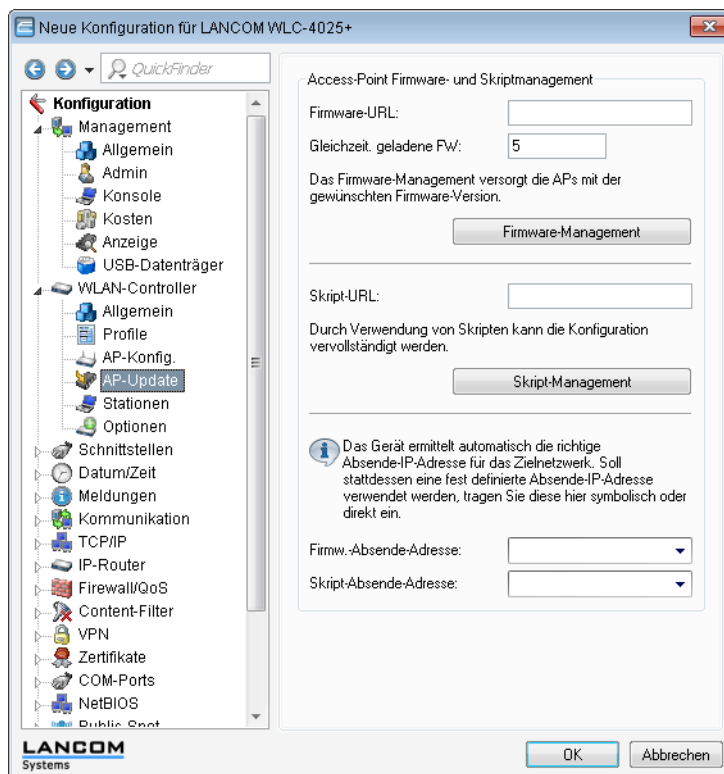 Neue Konfiguration für LANCOM WLC-4025+
QuickFinder
Konfiguration
Management
Allgemein
Admin
Konsole
Kosten
Anzeige
USB-Datenträger
WLAN-Controller
Allgemein
Profile
AP-Konfig.
AP-Update
Stationen
Optionen
Schnittstellen
Datum/Zeit
Meldungen
Kommunikation
TCP/IP
IP-Router
Firewall/QoS
Content-Filter
VPN
Zertifikate
COM-Ports
NetBIOS
Public-Spot
Access-Point Firmware- und Skriptmanagement
Firmware-URL:
Gleichzeit. geladene FW: 5
Das Firmware-Management versorgt die APs mit der
gewünschten Firmware-Version.
Firmware-Management
Skript-URL:
Durch Verwendung von Skripten kann die Konfiguration
vervollständigt werden.
Skript-Management
Das Gerät ermittelt automatisch die richtige
Absende-IP-Adresse für das Zielnetzwerk. Soll
stattdessen eine fest definierte Absende-IP-Adresse
verwendet werden, tragen Sie diese hier symbolisch oder
direkt ein.
Firmw.-Absende-Adresse:
Skript-Absende-Adresse:
LANCOM
Systems
OK
Abbrechen